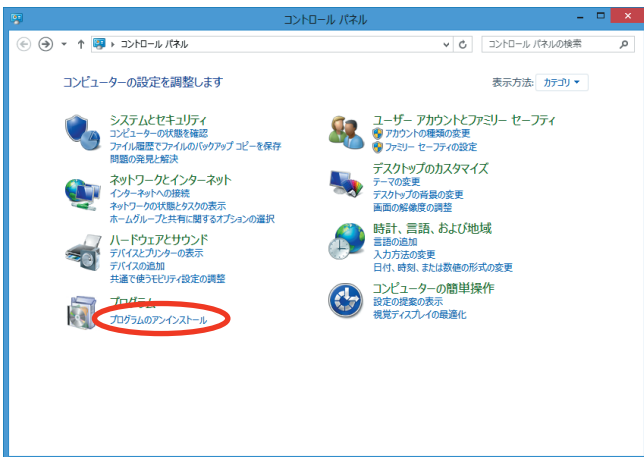 コントロール パネル
コントロール パネル
コントロール パネルの検索
コンピューターの設定を調整します
表示方法: カテゴリ
システムとセキュリティ
コンピューターの状態を確認
ファイル履歴でファイルのバックアップ コピーを保存
問題の発見と解決
ネットワークとインターネット
インターネットへの接続
ネットワークの状態とタスクの表示
ホームグループと共有に関するオプションの選択
ハードウェアとサウンド
デバイスとプリンターの表示
デバイスの追加
共通で使うモビリティ設定の調整
プログラム
プログラムのアンインストール
ユーザー アカウントとファミリー セーフティ
アカウントの種類の変更
ファミリー セーフティの設定
デスクトップのカスタマイズ
テーマの変更
デスクトップの背景の変更
画面の解像度の調整
時計、言語、および地域
言語の追加
入力方法の変更
日付、時刻、または数値の形式の変更
コンピューターの簡単操作
設定の提案の表示
視覚ディスプレイの最適化